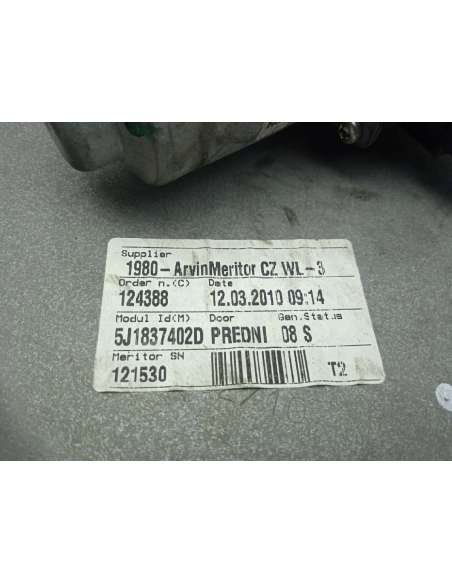 Supplier
1980-ArvinMeritor CZ WL-3
Order n.(C) Date
124388 12.03.2010 09:14
Modul Id(M) Door Gen.Status
5J1837402D PREDNI 08 S
Meritor SN
121530 T2